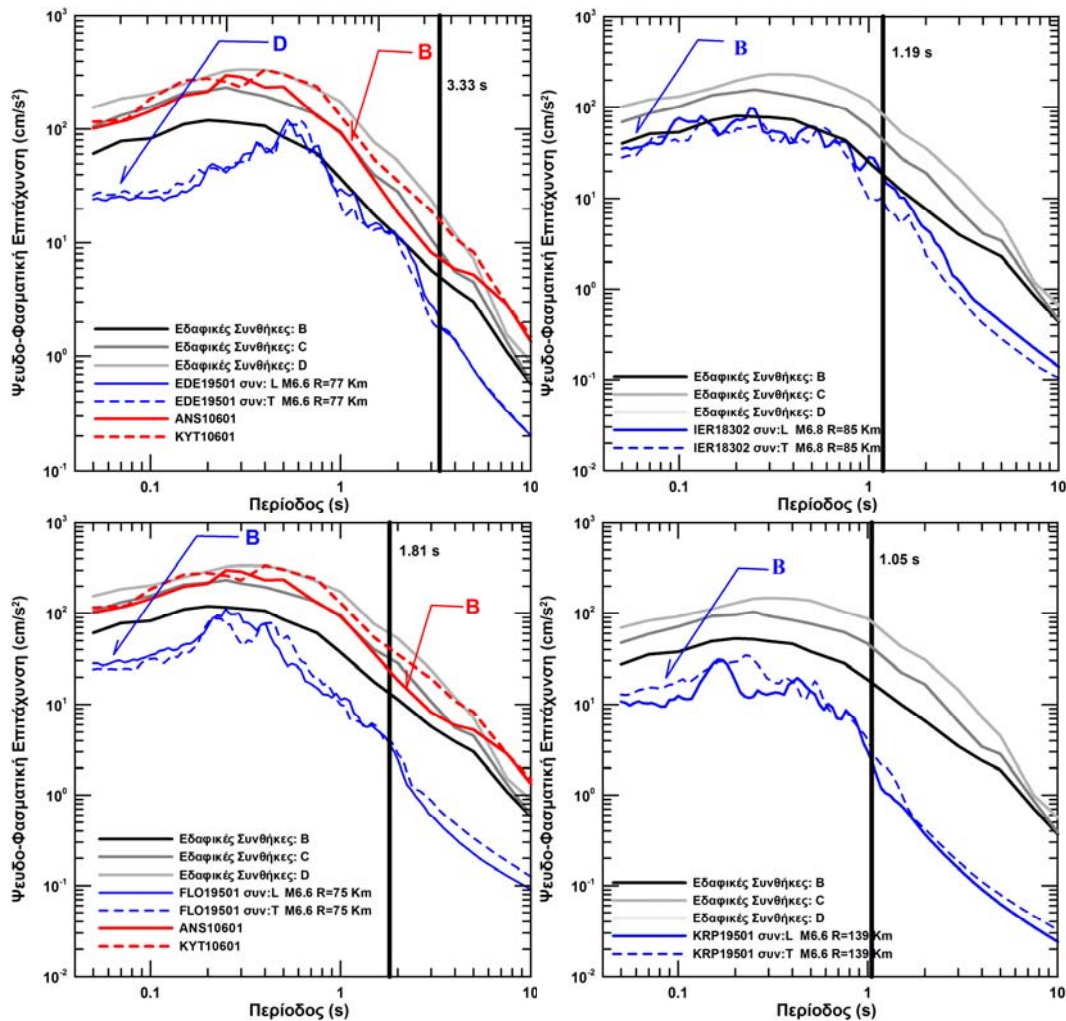 10³
10²
10¹
10⁰
10⁻¹
Ψευδο-Φασματική Επιτάχυνση (cm/s²)
D
B
3.33 s
Εδαφικές Συνθήκες: B
Εδαφικές Συνθήκες: C
Εδαφικές Συνθήκες: D
EDE19501 συν: L M6.6 R=77 Km
EDE19501 συν:T M6.6 R=77 Km
ANS10601
KYT10601
0.1 1 10
Περίοδος (s)
10³
10²
10¹
10⁰
10⁻¹
10⁻²
Ψευδο-Φασματική Επιτάχυνση (cm/s²)
B
1.19 s
Εδαφικές Συνθήκες: B
Εδαφικές Συνθήκες: C
Εδαφικές Συνθήκες: D
IER18302 συν:L M6.8 R=85 Km
IER18302 συν:T M6.8 R=85 Km
0.1 1 10
Περίοδος (s)
10³
10²
10¹
10⁰
10⁻¹
10⁻²
Ψευδο-Φασματική Επιτάχυνση (cm/s²)
B
B
1.81 s
Εδαφικές Συνθήκες: B
Εδαφικές Συνθήκες: C
Εδαφικές Συνθήκες: D
FLO19501 συν:L M6.6 R=75 Km
FLO19501 συν:T M6.6 R=75 Km
ANS10601
KYT10601
0.1 1 10
Περίοδος (s)
10³
10²
10¹
10⁰
10⁻¹
10⁻²
Ψευδο-Φασματική Επιτάχυνση (cm/s²)
B
1.05 s
Εδαφικές Συνθήκες: B
Εδαφικές Συνθήκες: C
Εδαφικές Συνθήκες: D
KRP19501 συν:L M6.6 R=139 Km
KRP19501 συν:T M6.6 R=139 Km
0.1 1 10
Περίοδος (s)